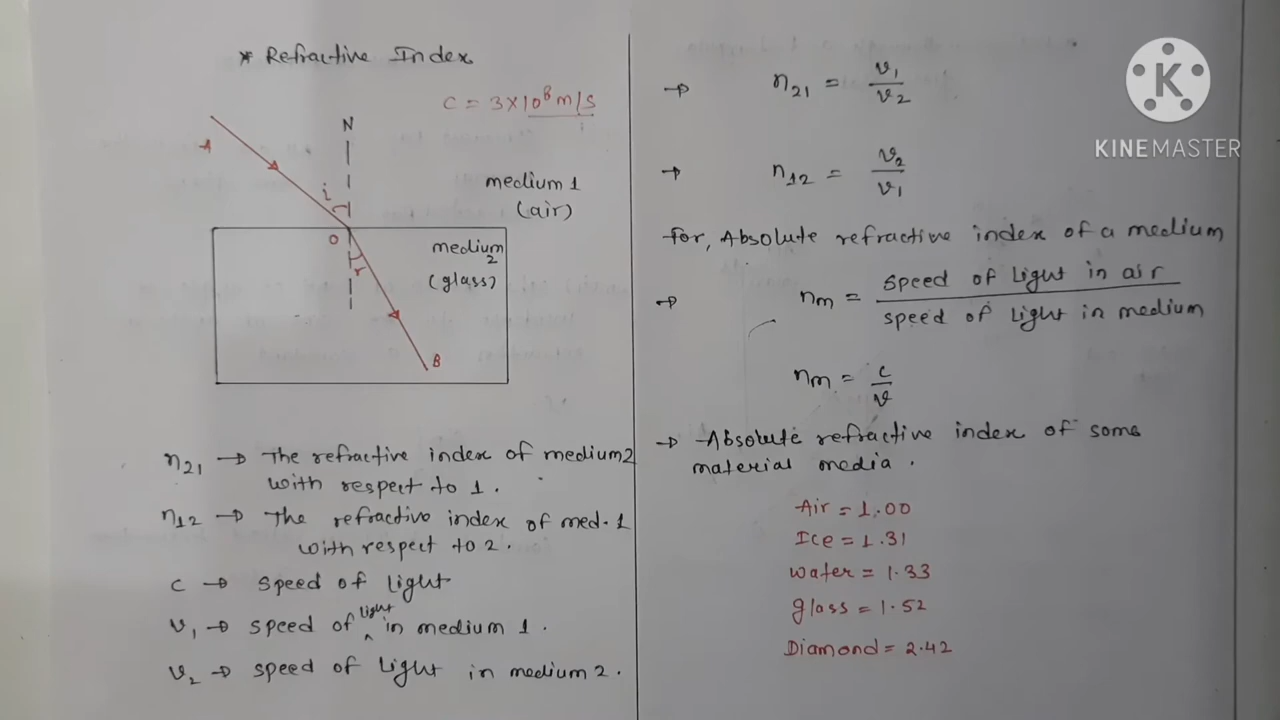 * Refractive Index
C = 3×10⁸ m/s
N
A
i
medium 1
(air)
O
medium 2
(glass)
r
B
n₂₁ → The refractive index of medium2
with respect to 1.
n₁₂ → The refractive index of med. 1
with respect to 2.
c → speed of light
v₁ → speed of light in medium 1.
v₂ → speed of light in medium 2.
→ n₂₁ = v₁/v₂
→ n₁₂ = v₂/v₁
for, Absolute refractive index of a medium
→ nm = speed of light in air / speed of light in medium
nm = c/v
→ Absolute refractive index of some
material media.
Air = 1.00
Ice = 1.31
Water = 1.33
glass = 1.52
Diamond = 2.42
K
KINEMASTER